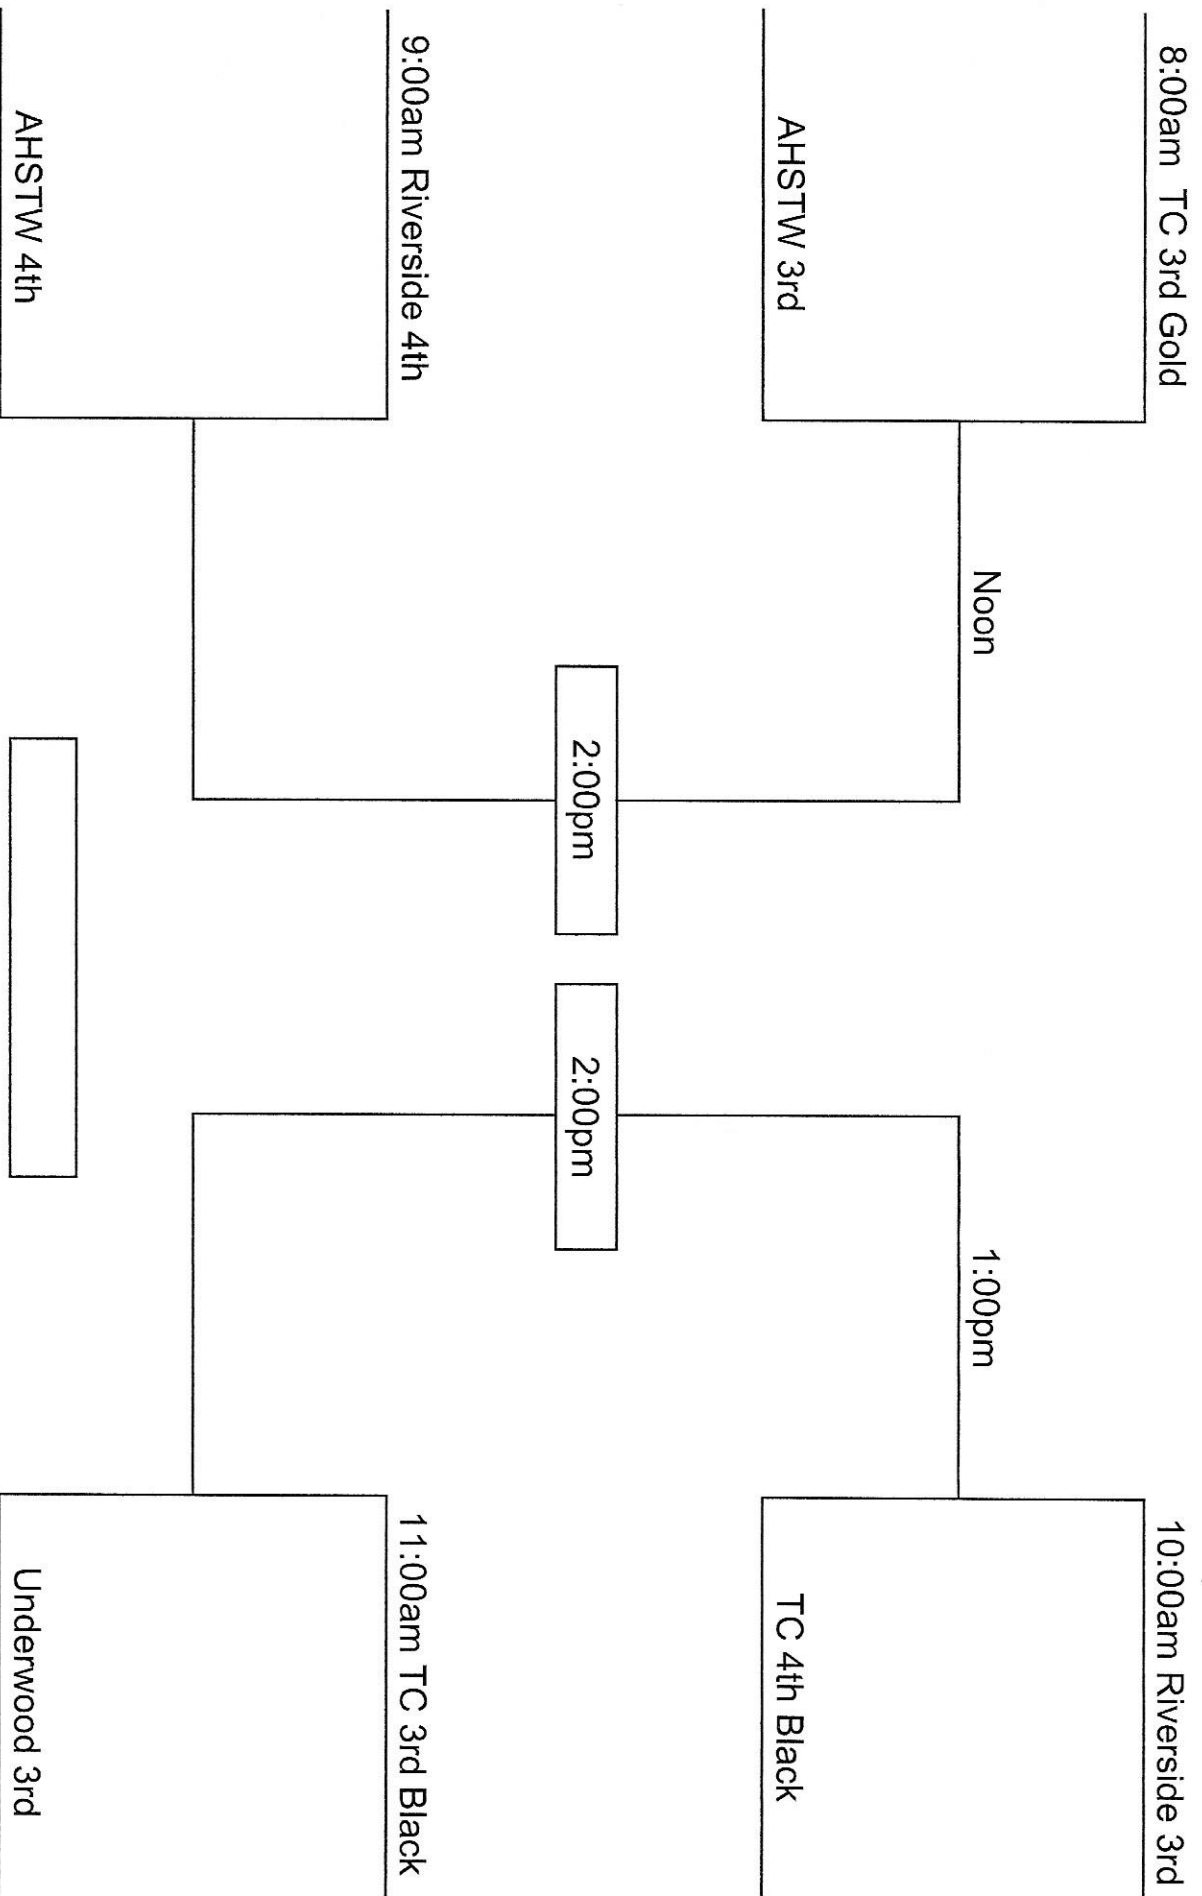 8:00am  TC 3rd Gold
AHSTW 3rd
9:00am Riverside 4th
AHSTW 4th
Noon
2:00pm
2:00pm
1:00pm
10:00am Riverside 3rd
TC 4th Black
11:00am TC 3rd Black
Underwood 3rd